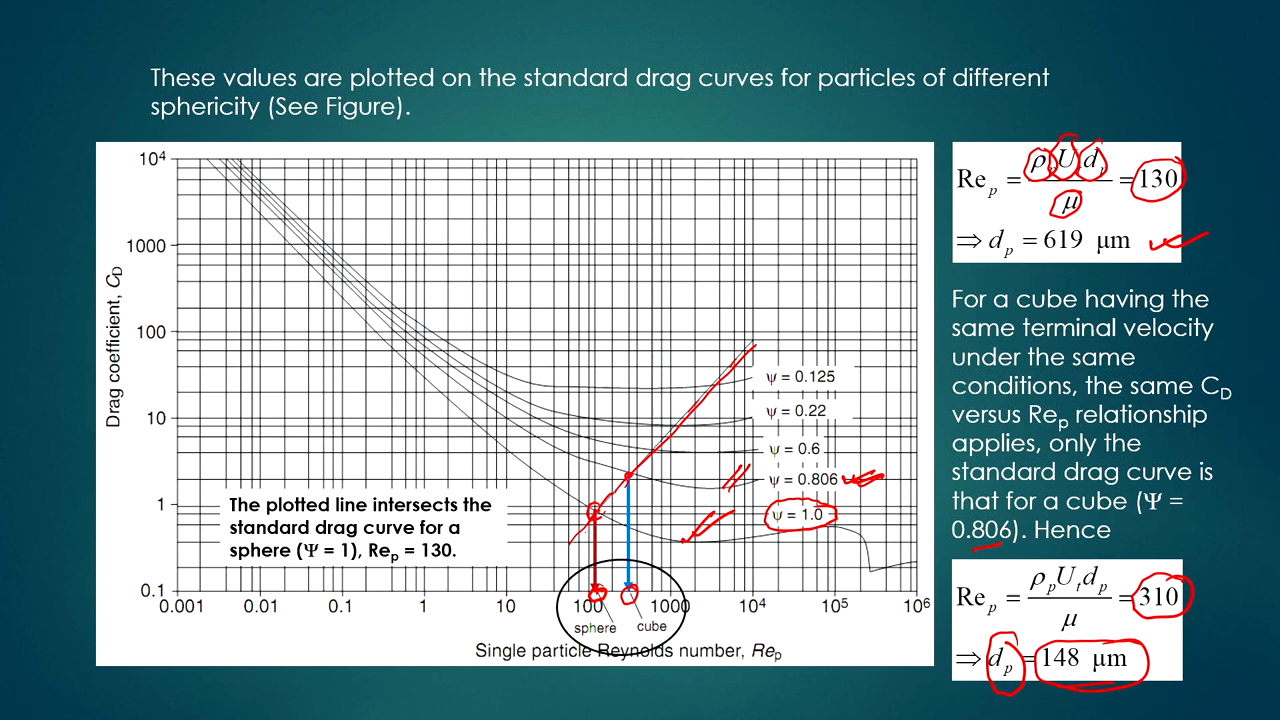 These values are plotted on the standard drag curves for particles of different
sphericity (See Figure).
10⁴
1000
100
10
1
0.1
Drag coefficient, C_D
ψ = 0.125
ψ = 0.22
ψ = 0.6
ψ = 0.806
ψ = 1.0
The plotted line intersects the
standard drag curve for a
sphere (Ψ = 1), Re_p = 130.
0.001 0.01 0.1 1 10 100 1000 10⁴ 10⁵ 10⁶
sphere cube
Single particle Reynolds number, Re_p
Re_p = ρ U d_p / μ = 130
⇒ d_p = 619 μm
For a cube having the
same terminal velocity
under the same
conditions, the same C_D
versus Re_p relationship
applies, only the
standard drag curve is
that for a cube (Ψ =
0.806). Hence
Re_p = ρ_p U_t d_p / μ = 310
⇒ d_p = 148 μm